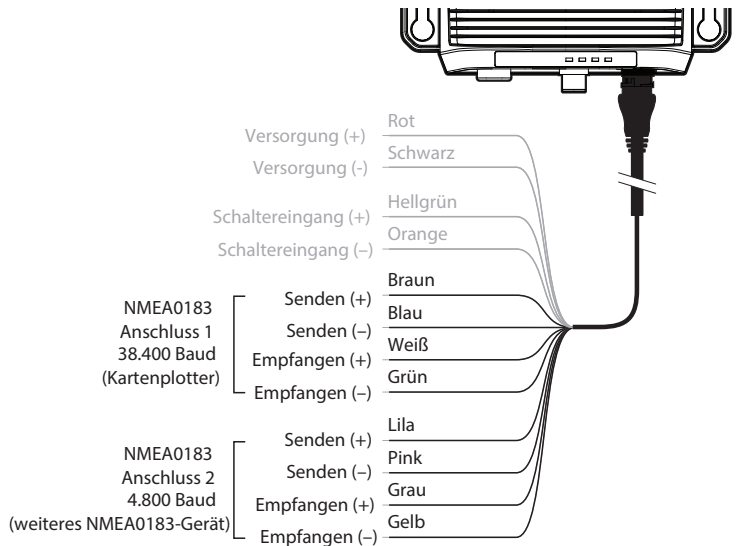 Versorgung (+) Rot
Versorgung (-) Schwarz
Schaltereingang (+) Hellgrün
Schaltereingang (–) Orange
NMEA0183
Anschluss 1
38.400 Baud
(Kartenplotter)
Senden (+) Braun
Senden (–) Blau
Empfangen (+) Weiß
Empfangen (–) Grün
NMEA0183
Anschluss 2
4.800 Baud
(weiteres NMEA0183-Gerät)
Senden (+) Lila
Senden (–) Pink
Empfangen (+) Grau
Empfangen (–) Gelb